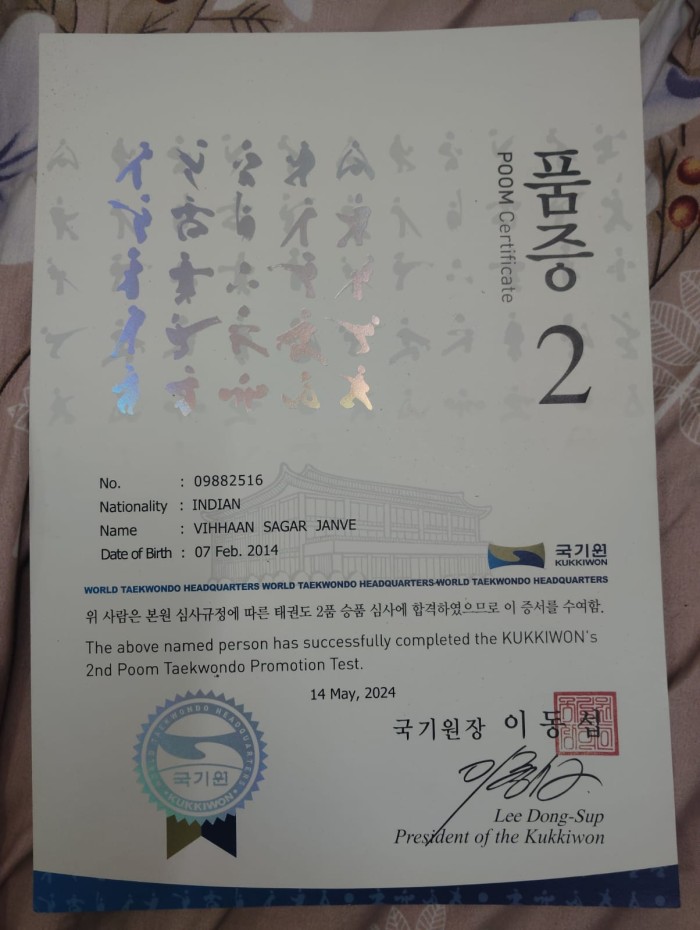 품증
POOM Certificate
2
No. : 09882516
Nationality : INDIAN
Name : VIHHAAN SAGAR JANVE
Date of Birth : 07 Feb. 2014
국기원
KUKKIWON
WORLD TAEKWONDO HEADQUARTERS WORLD TAEKWONDO HEADQUARTERS WORLD TAEKWONDO HEADQUARTERS
위 사람은 본원 심사규정에 따른 태권도 2품 승품 심사에 합격하였으므로 이 증서를 수여함.
The above named person has successfully completed the KUKKIWON's
2nd Poom Taekwondo Promotion Test.
14 May, 2024
국기원장 이동섭
WORLD TAEKWONDO HEADQUARTERS
국기원
KUKKIWON
Lee Dong-Sup
President of the Kukkiwon